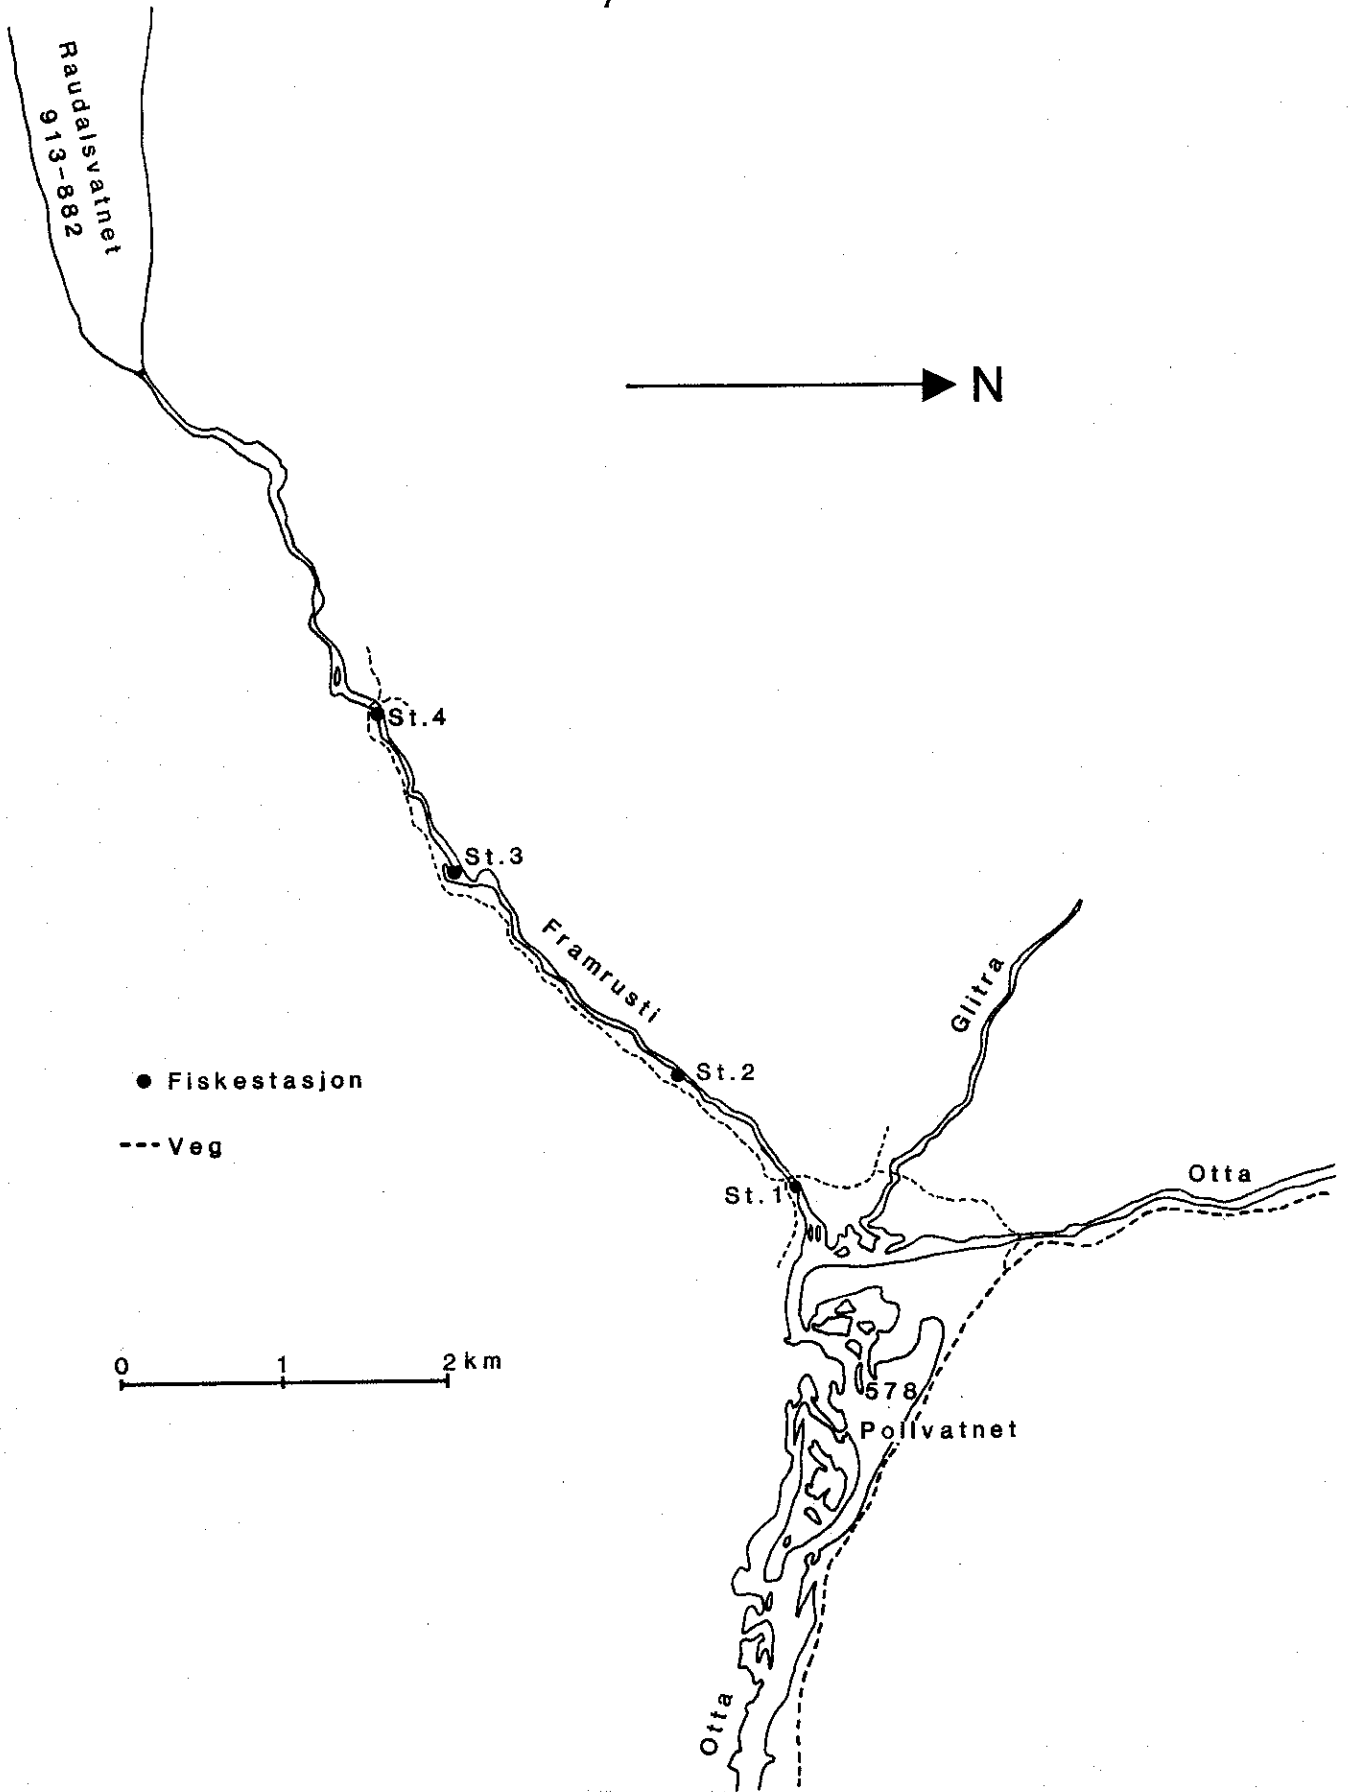 Raudalsvatnet
913-882
N
St.4
St.3
Framrusti
Glitra
St.2
● Fiskestasjon
--- Veg
Otta
St.1
0 1 2 km
578
Pollvatnet
Otta